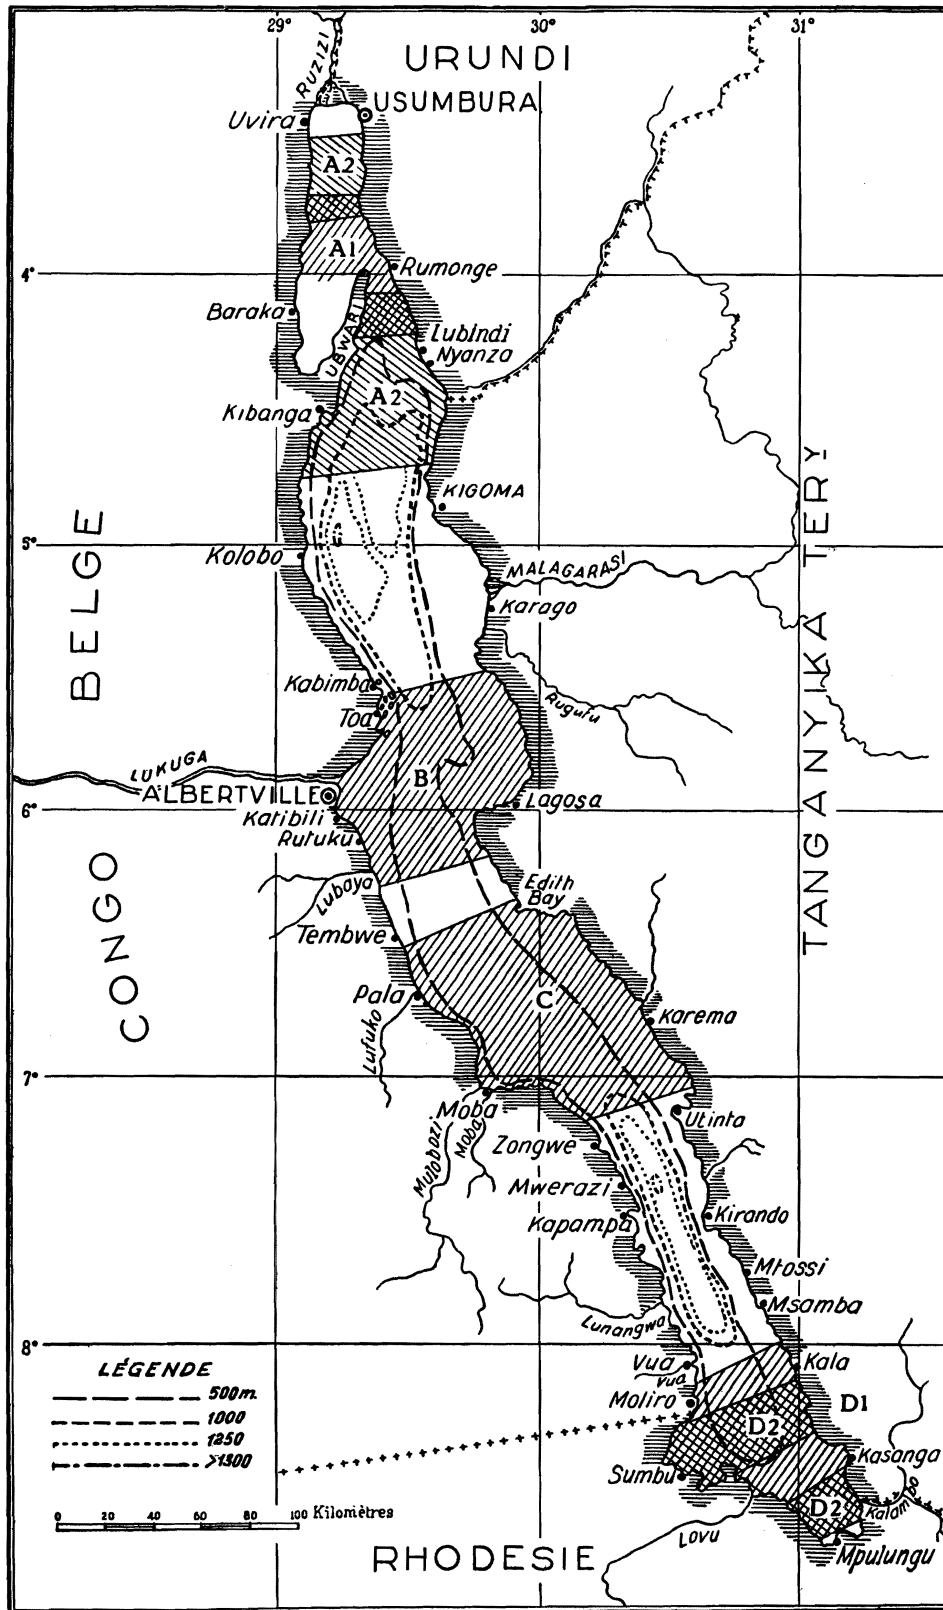 29° 30° 31°
RUZIZI
URUNDI
USUMBURA
Uvira
A2
A1
4°
Rumonge
Baraka
UBWARI
Lubindi
Nyanza
A2
Kibanga
KIGOMA
BELGE
TANGANYIKA TERY
5°
Kolobo
MALAGARASI
Karago
Kabimba
Rugufu
Toa
LUKUGA
B
ALBERTVILLE
6°
Lagosa
Katibili
Rutuku
CONGO
Lubaya
Edith
Bay
Tembwe
Pala
C
Karema
Lufuko
7°
Moba
Utinta
Mulobozi
Moba
Zongwe
Mwerazi
Kapampa
Kirando
Mtossi
Msamba
Lunangwa
8°
Vua
Vua
Kala
LÉGENDE
500m.
1000
1250
>1300
Moliro
D1
D2
Sumbu
Kasanga
Kalambo
D2
0 20 40 60 80 100 Kilomètres
Lovu
Mpulungu
RHODESIE